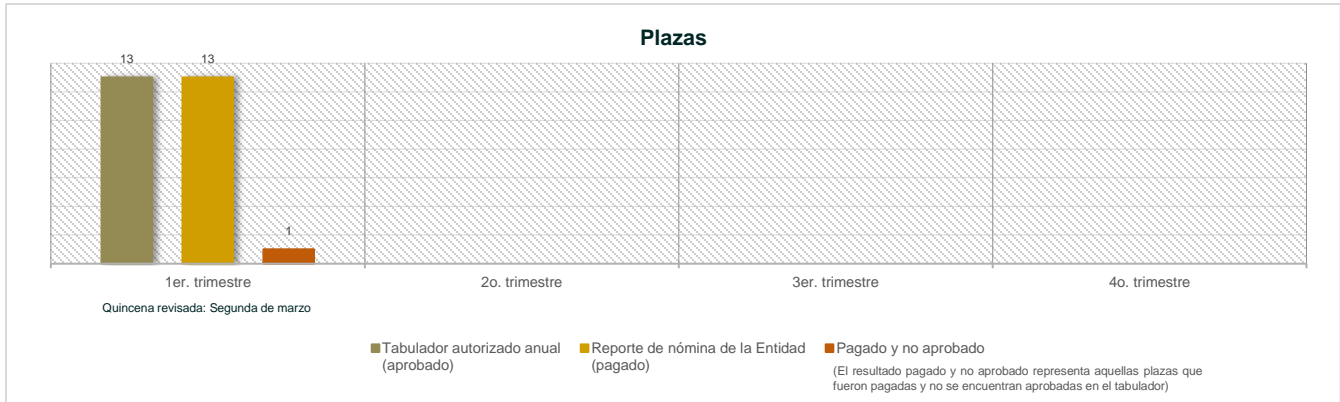 Plazas
13
13
1
1er. trimestre
2o. trimestre
3er. trimestre
4o. trimestre
Quincena revisada: Segunda de marzo
Tabulador autorizado anual
(aprobado)
Reporte de nómina de la Entidad
(pagado)
Pagado y no aprobado
(El resultado pagado y no aprobado representa aquellas plazas que
fueron pagadas y no se encuentran aprobadas en el tabulador)